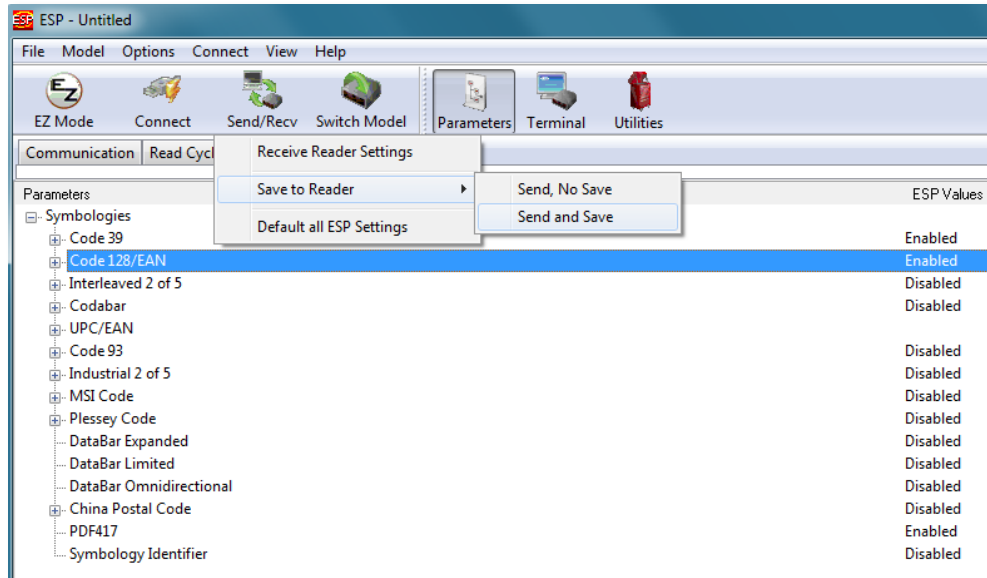 ESP ESP - Untitled
File Model Options Connect View Help
EZ
EZ Mode Connect Send/Recv Switch Model Parameters Terminal Utilities
Communication Read Cycl
Receive Reader Settings
Save to Reader
Default all ESP Settings
Send, No Save
Send and Save
Parameters ESP Values
Symbologies
Code 39 Enabled
Code 128/EAN Enabled
Interleaved 2 of 5 Disabled
Codabar Disabled
UPC/EAN
Code 93 Disabled
Industrial 2 of 5 Disabled
MSI Code Disabled
Plessey Code Disabled
DataBar Expanded Disabled
DataBar Limited Disabled
DataBar Omnidirectional Disabled
China Postal Code Disabled
PDF417 Enabled
Symbology Identifier Disabled